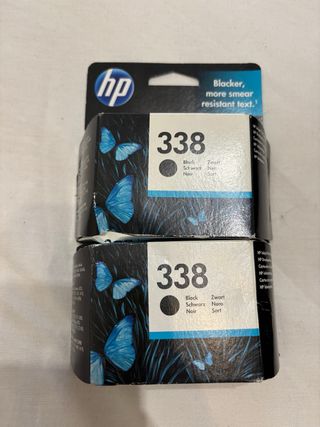 hp
Blacker,
more smear
resistant text.¹
338
Black Zwart
Schwarz Nero
Noir Sort
338
Black Zwart
Schwarz Nero
Noir Sort